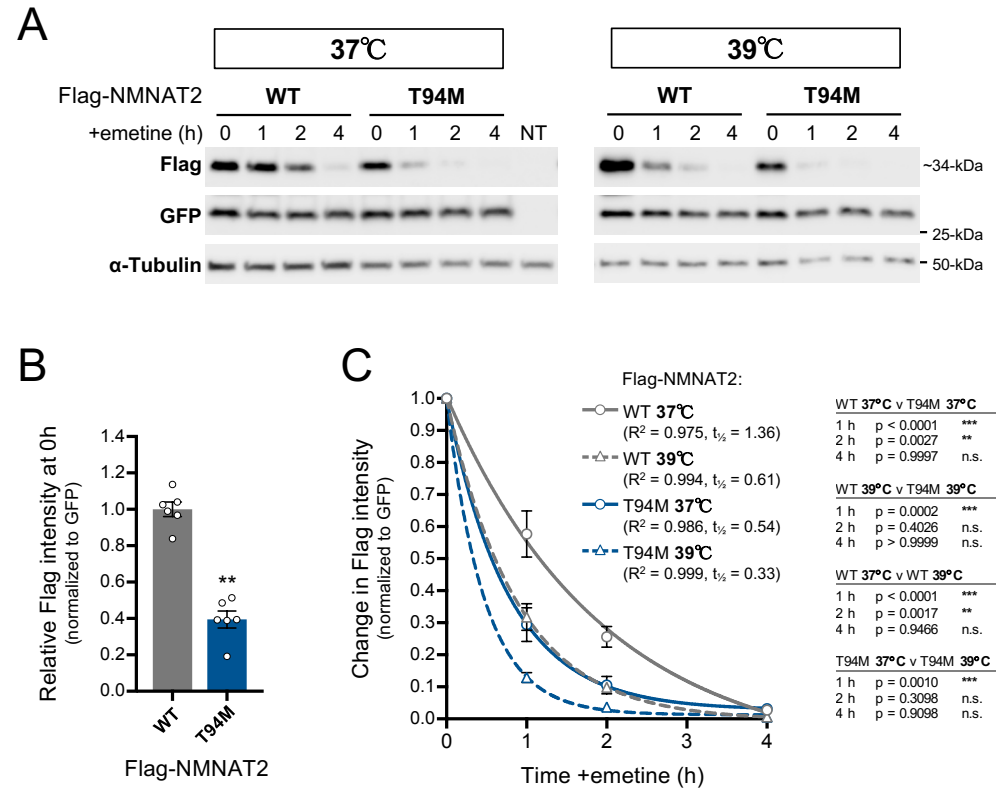 A
37℃
39℃
Flag-NMNAT2 WT T94M WT T94M
+emetine (h) 0 1 2 4 0 1 2 4 NT 0 1 2 4 0 1 2 4
Flag ~34-kDa
GFP
25-kDa
α-Tubulin 50-kDa
B
Relative Flag intensity at 0h
(normalized to GFP)
1.4
1.2
1.0
0.8
0.6
0.4
0.2
0.0
**
WT
T94M
Flag-NMNAT2
C
Change in Flag intensity
(normalized to GFP)
1.0
0.9
0.8
0.7
0.6
0.5
0.4
0.3
0.2
0.1
0.0
0 1 2 3 4
Time +emetine (h)
Flag-NMNAT2:
WT 37℃
(R² = 0.975, t½ = 1.36)
WT 39℃
(R² = 0.994, t½ = 0.61)
T94M 37℃
(R² = 0.986, t½ = 0.54)
T94M 39℃
(R² = 0.999, t½ = 0.33)
WT 37°C v T94M 37°C
1 h p < 0.0001 ***
2 h p = 0.0027 **
4 h p = 0.9997 n.s.
WT 39°C v T94M 39°C
1 h p = 0.0002 ***
2 h p = 0.4026 n.s.
4 h p > 0.9999 n.s.
WT 37°C v WT 39°C
1 h p < 0.0001 ***
2 h p = 0.0017 **
4 h p = 0.9466 n.s.
T94M 37°C v T94M 39°C
1 h p = 0.0010 ***
2 h p = 0.3098 n.s.
4 h p = 0.9098 n.s.